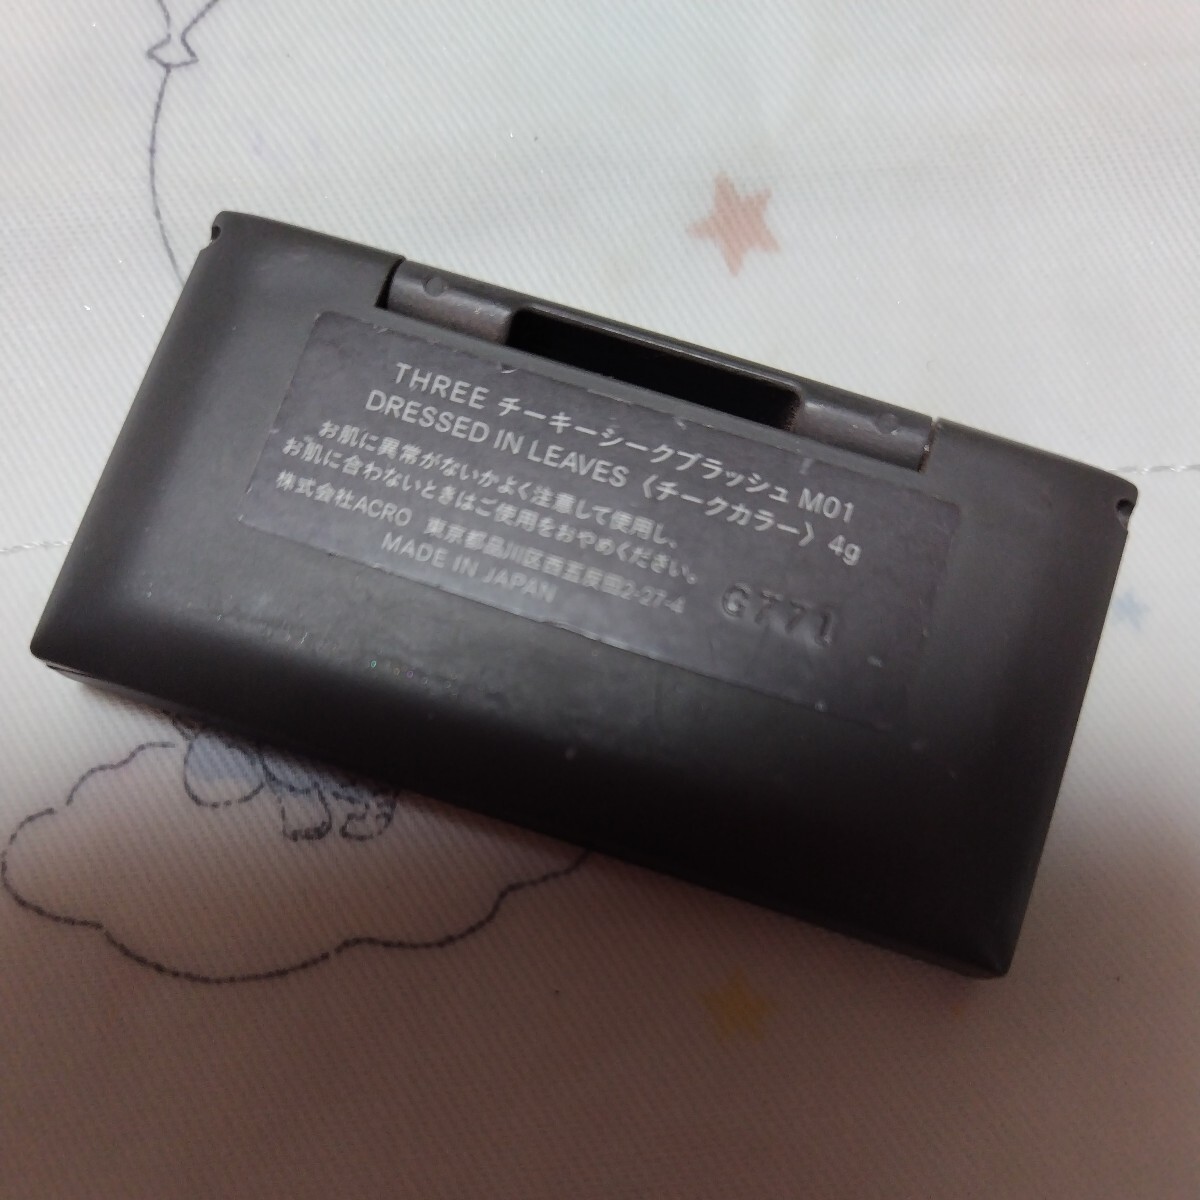 THREE チーキーシークブラッシュ M01
DRESSED IN LEAVES 〈チークカラー〉 4g
お肌に異常がないかよく注意して使用し、
お肌に合わないときはご使用をおやめください。
株式会社ACRO 東京都品川区西五反田2-27-4
MADE IN JAPAN
G771